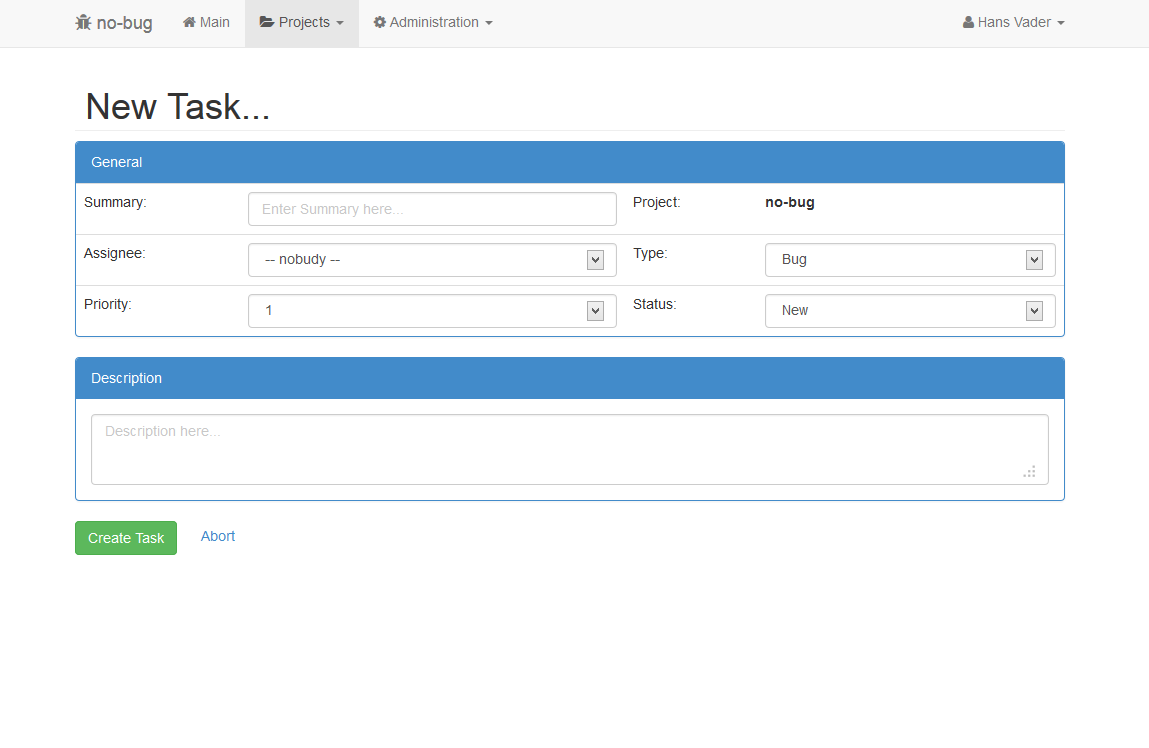 no-bug Main Projects Administration Hans Vader
New Task...
General
Summary: Enter Summary here... Project: no-bug
Assignee: -- nobudy -- Type: Bug
Priority: 1 Status: New
Description
Description here...
Create Task Abort